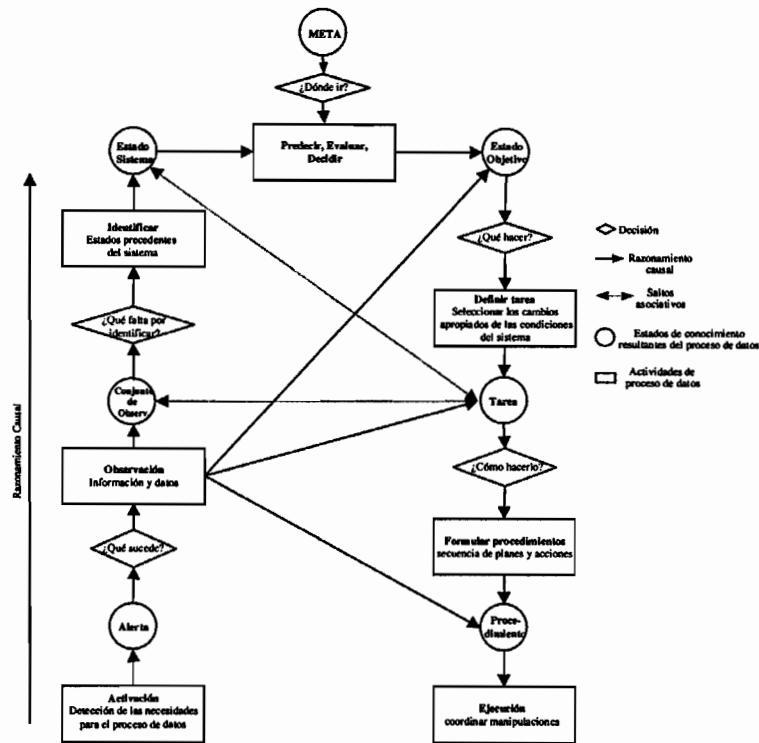 META
¿Dónde ir?
Estado
Sistema
Predecir, Evaluar,
Decidir
Estado
Objetivo
Identificar
Estados precedentes
del sistema
¿Qué hacer?
¿Qué falta por
identificar?
Definir tarea
Seleccionar los cambios
apropiados de las condiciones
del sistema
Conjunto
de
Observ.
Tarea
Observación
Información y datos
¿Cómo hacerlo?
¿Qué sucede?
Formular procedimientos
secuencia de planes y acciones
Alerta
Proce-
dimiento
Activación
Detección de las necesidades
para el proceso de datos
Ejecución
coordinar manipulaciones
Razonamiento Causal
Decisión
Razonamiento
causal
Saltos
asociativos
Estados de conocimiento
resultantes del proceso de datos
Actividades de
proceso de datos